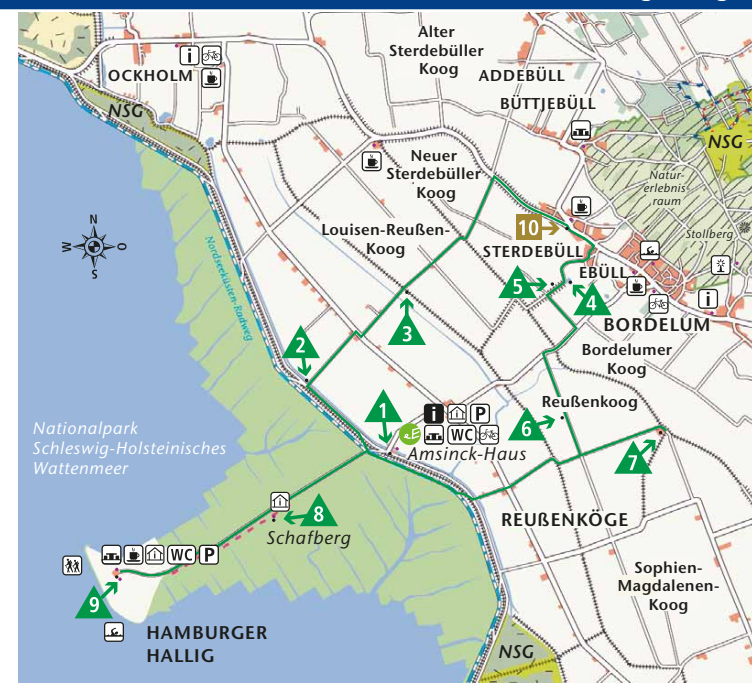 Alter
Sterdebüller
Koog
i
OCKHOLM
ADDEBÜLL
BÜTTJEBÜLL
NSG
NSG
Neuer
Sterdebüller
Koog
Natur-
erlebnis-
raum
Louisen-Reußen-
Koog
10
Stollberg
N
W O
S
STERDEBÜLL
Nordseeküsten-Radweg
EBÜLL
5
4
i
3
BORDELUM
2
Bordelumer
Koog
1
i P
Reußenkoog
Nationalpark
Schleswig-Holsteinisches
Wattenmeer
WC
6
Amsinck-Haus
7
8
REUßENKÖGE
Schafberg
WC P
Sophien-
Magdalenen-
Koog
9
HAMBURGER
HALLIG
NSG